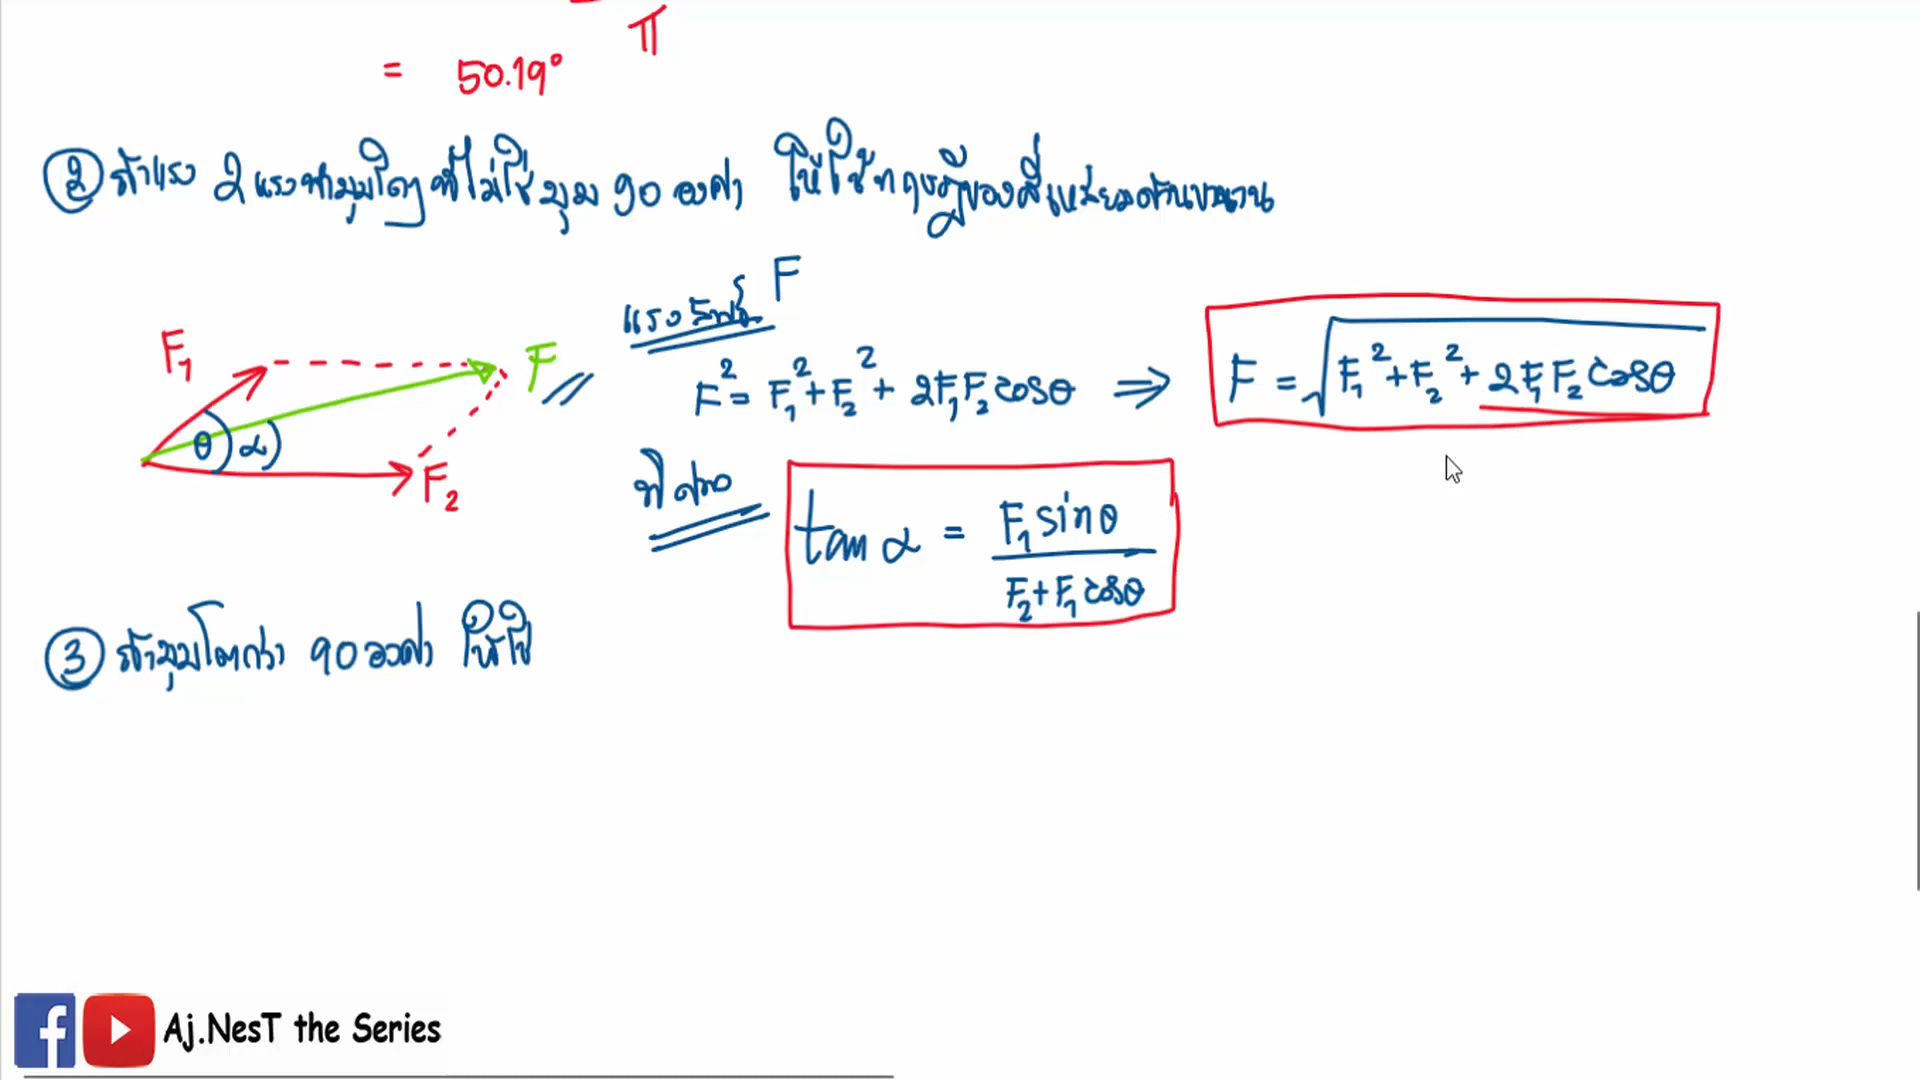 π
= 50.19°
② ถ้าแรง 2 แรงทำมุมใดๆ ที่ไม่ใช่มุม 90 องศา ให้ใช้ทฤษฎีของสี่เหลี่ยมด้านขนาน
แรงลัพธ์ F
F₁
F
F² = F₁² + F₂² + 2F₁F₂cosθ ⇒ F = √(F₁² + F₂² + 2F₁F₂cosθ)
θ α
F₂
ทิศทาง
tan α = F₁sinθ / (F₂+F₁cosθ)
③ ถ้ามุมโตกว่า 90 องศา ให้ใช้
Aj.NesT the Series